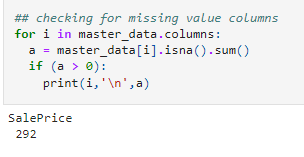 ## checking for missing value columns
for i in master_data.columns:
  a = master_data[i].isna().sum()
  if (a > 0):
    print(i,'\n',a)
SalePrice
 292